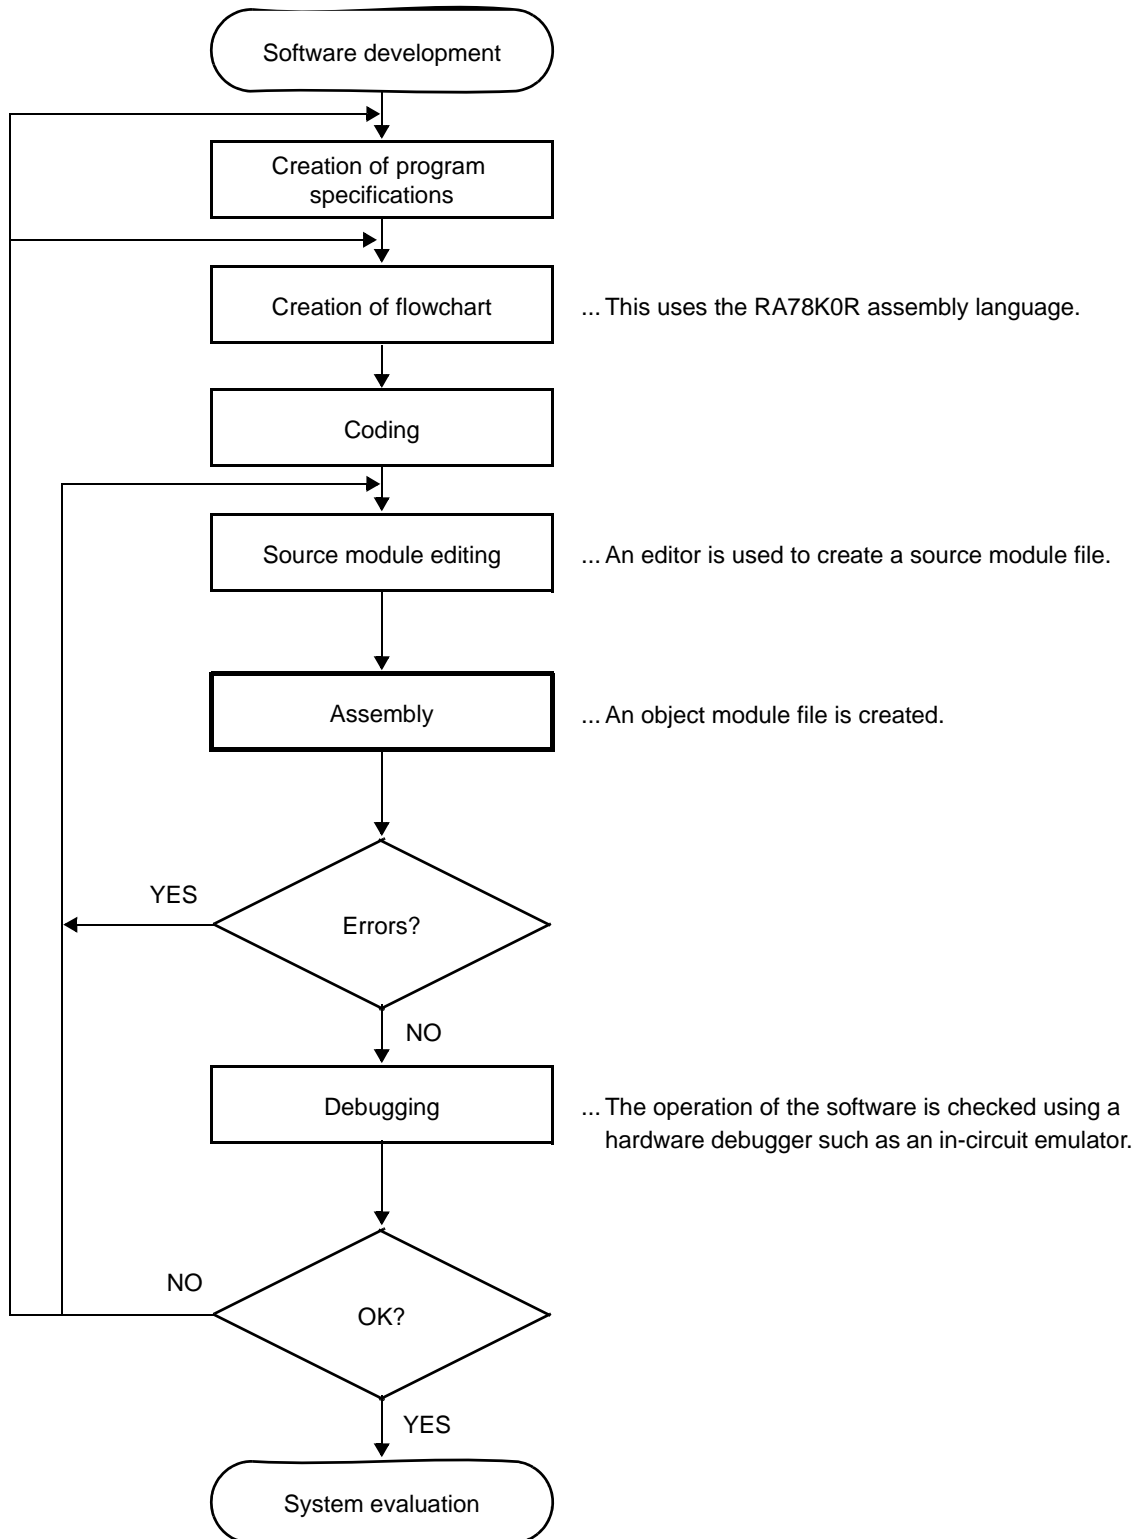 Software development
Creation of program
specifications
Creation of flowchart
... This uses the RA78K0R assembly language.
Coding
Source module editing
... An editor is used to create a source module file.
Assembly
... An object module file is created.
YES
Errors?
NO
Debugging
... The operation of the software is checked using a
hardware debugger such as an in-circuit emulator.
NO
OK?
YES
System evaluation